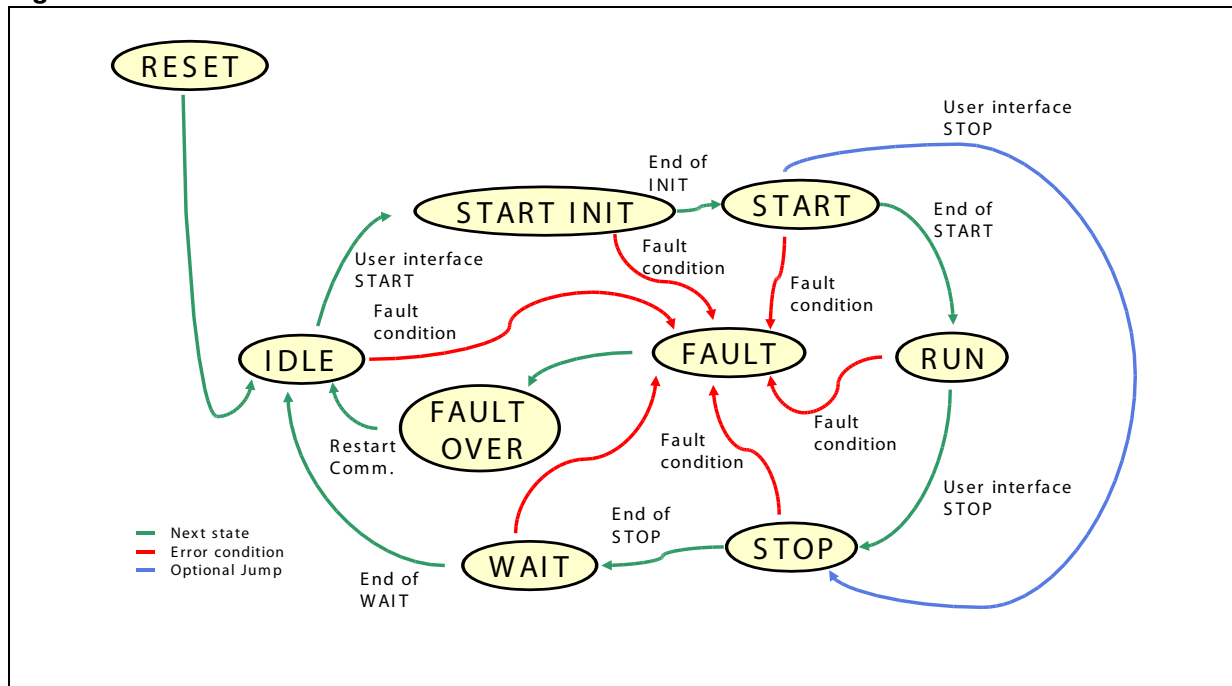 RESET
User interface
STOP
End of
INIT
START INIT
START
End of
START
User interface
START
Fault
condition
Fault
condition
Fault
condition
IDLE
FAULT
RUN
FAULT
OVER
Restart
Comm.
Fault
condition
Fault
condition
User interface
STOP
End of
STOP
Next state
Error condition
Optional Jump
WAIT
STOP
End of
WAIT